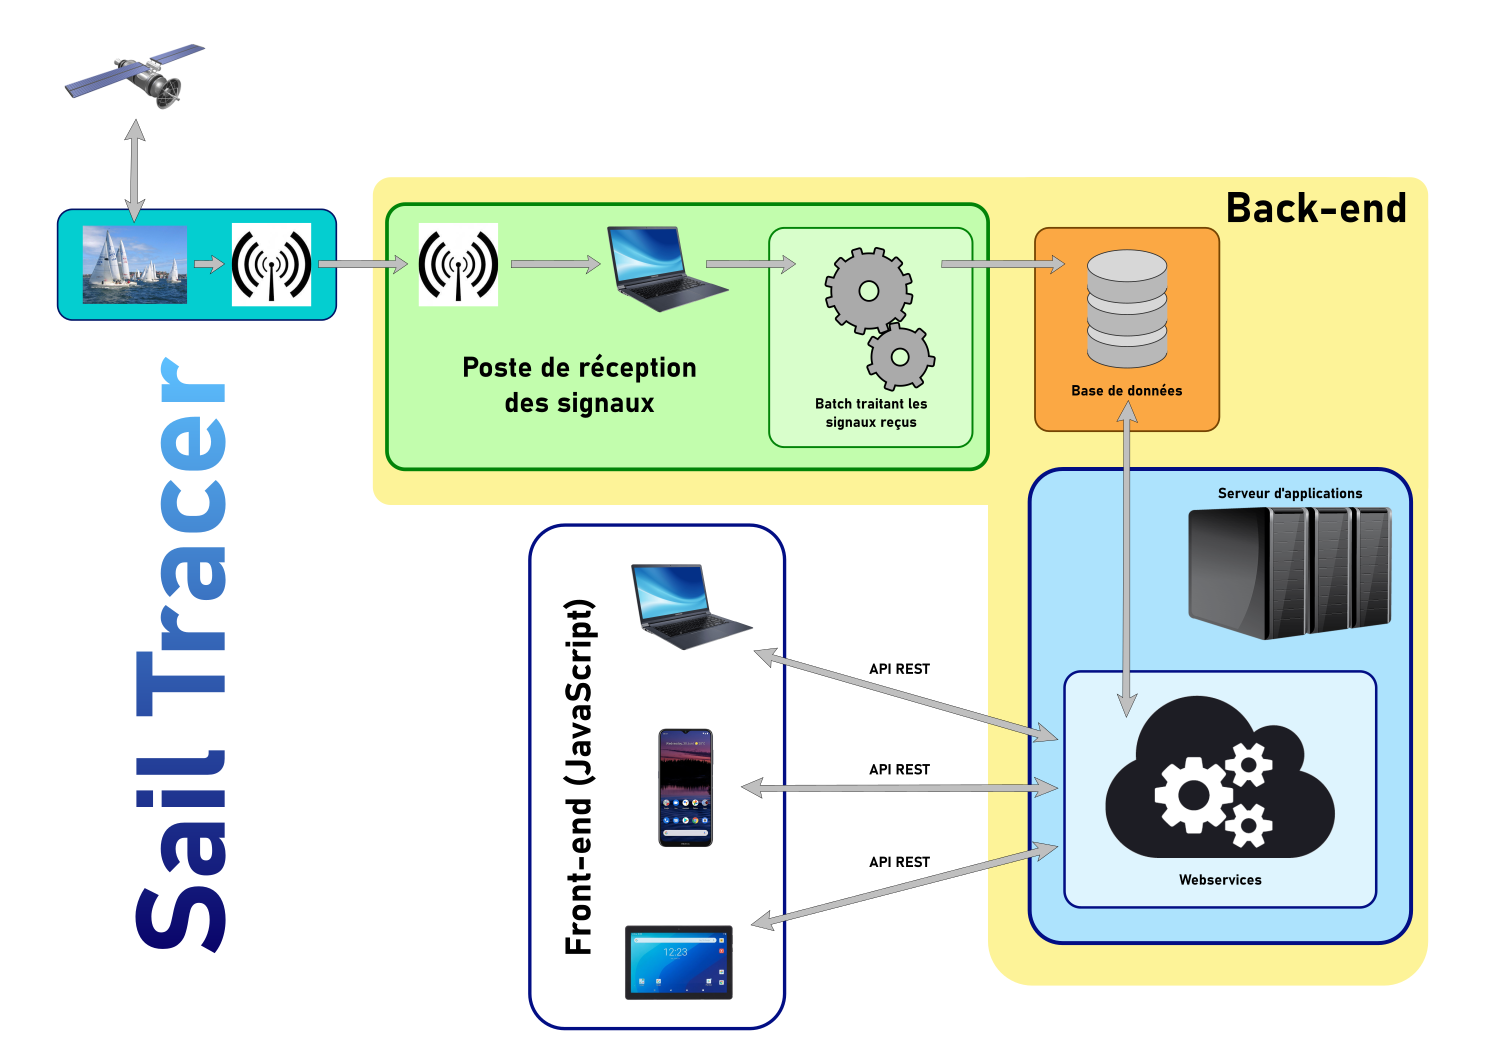 Back-end
Poste de réception
des signaux
Batch traitant les
signaux reçus
Base de données
Serveur d'applications
Sail Tracer
Front-end (JavaScript)
API REST
API REST
API REST
Webservices
12:23